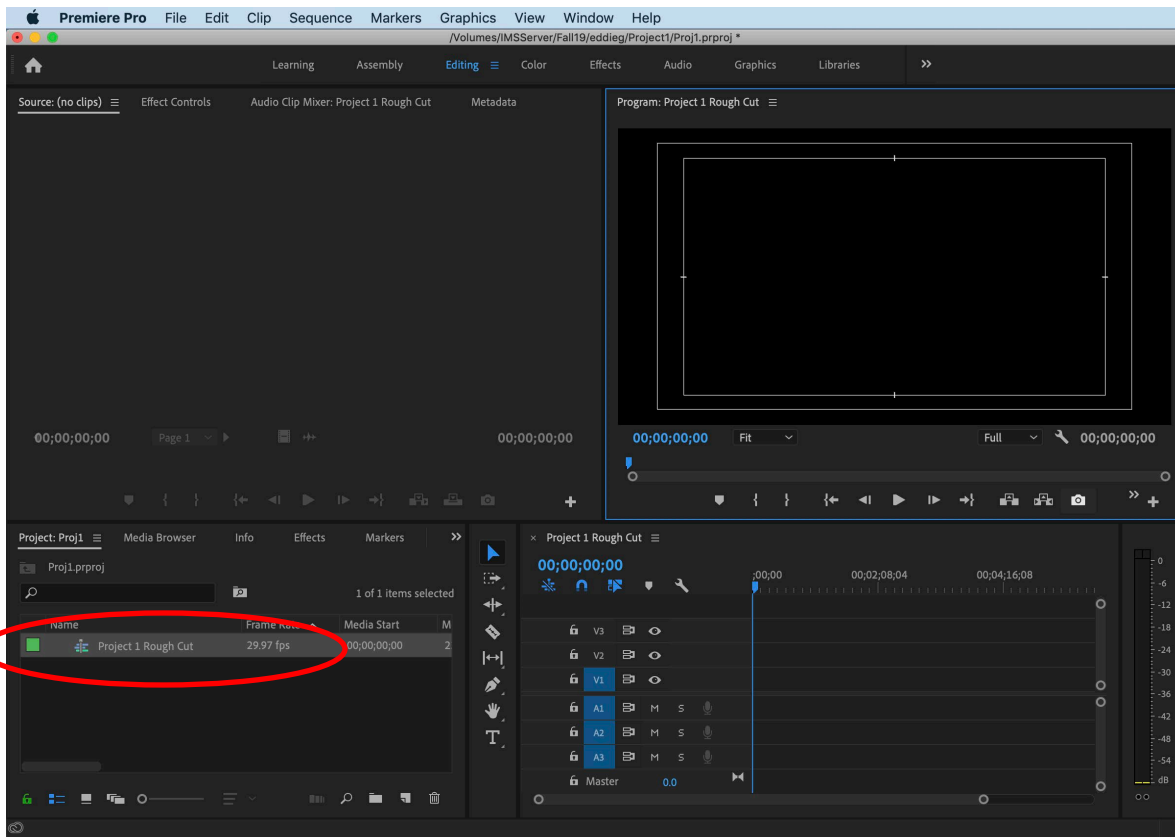 Premiere Pro File Edit Clip Sequence Markers Graphics View Window Help
/Volumes/IMSServer/Fall19/eddieg/Project1/Proj1.prproj *
Learning Assembly Editing Color Effects Audio Graphics Libraries
Source: (no clips) Effect Controls Audio Clip Mixer: Project 1 Rough Cut Metadata
Program: Project 1 Rough Cut
00;00;00;00 Page 1 00;00;00;00
00;00;00;00 Fit Full 00;00;00;00
Project: Proj1 Media Browser Info Effects Markers
Proj1.prproj
1 of 1 items selected
Name Frame Rate Media Start M
Project 1 Rough Cut 29.97 fps 00;00;00;00 2
× Project 1 Rough Cut
00;00;00;00
;00;00 00;02;08;04 00;04;16;08
V3
V2
V1
A1 M S
A2 M S
A3 M S
Master 0.0
T
0
-6
-12
-18
-24
-30
-36
-42
-48
-54
dB